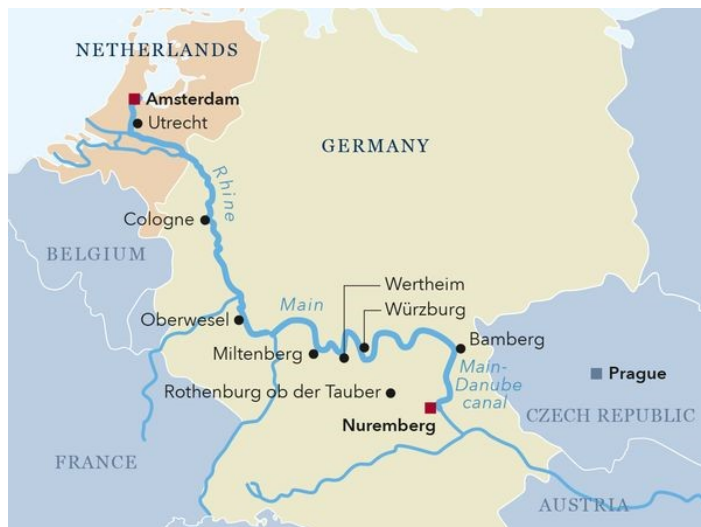 NETHERLANDS
Amsterdam
Utrecht
GERMANY
Rhine
Cologne
BELGIUM
Wertheim
Main
Würzburg
Oberwesel
Bamberg
Miltenberg
Main-
Danube
canal
Prague
Rothenburg ob der Tauber
CZECH REPUBLIC
Nuremberg
FRANCE
AUSTRIA